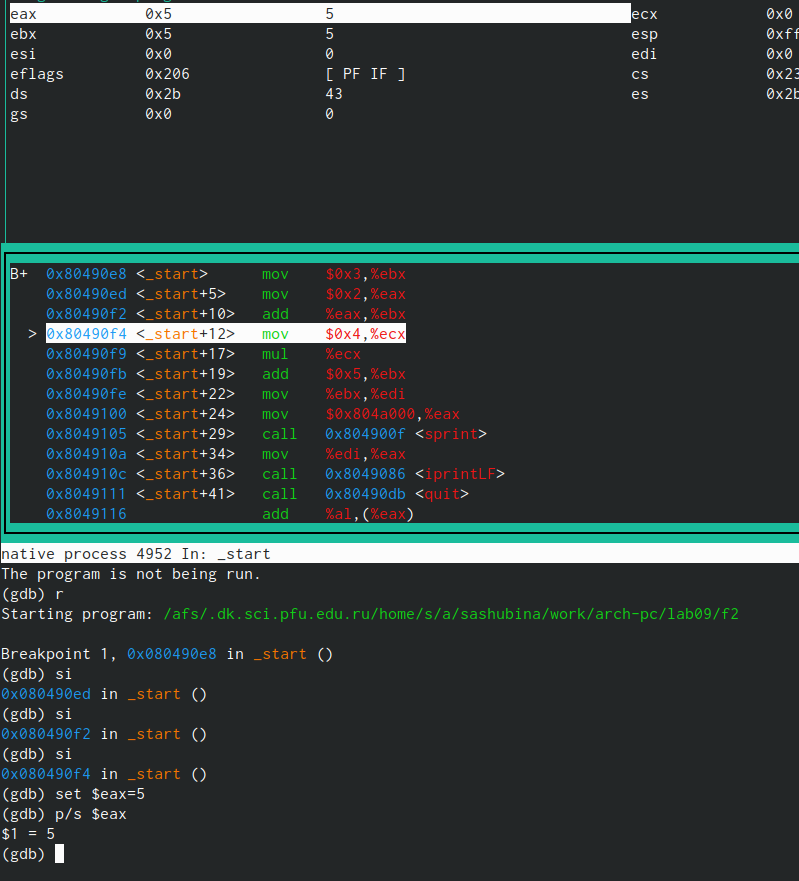 eax 0x5 5 ecx 0x0
ebx 0x5 5 esp 0xff
esi 0x0 0 edi 0x0
eflags 0x206 [ PF IF ] cs 0x23
ds 0x2b 43 es 0x2b
gs 0x0 0
B+ 0x80490e8 <_start> mov $0x3,%ebx
0x80490ed <_start+5> mov $0x2,%eax
0x80490f2 <_start+10> add %eax,%ebx
> 0x80490f4 <_start+12> mov $0x4,%ecx
0x80490f9 <_start+17> mul %ecx
0x80490fb <_start+19> add $0x5,%ebx
0x80490fe <_start+22> mov %ebx,%edi
0x8049100 <_start+24> mov $0x804a000,%eax
0x8049105 <_start+29> call 0x804900f <sprint>
0x804910a <_start+34> mov %edi,%eax
0x804910c <_start+36> call 0x8049086 <iprintLF>
0x8049111 <_start+41> call 0x80490db <quit>
0x8049116 add %al,(%eax)
native process 4952 In: _start
The program is not being run.
(gdb) r
Starting program: /afs/.dk.sci.pfu.edu.ru/home/s/a/sashubina/work/arch-pc/lab09/f2
Breakpoint 1, 0x080490e8 in _start ()
(gdb) si
0x080490ed in _start ()
(gdb) si
0x080490f2 in _start ()
(gdb) si
0x080490f4 in _start ()
(gdb) set $eax=5
(gdb) p/s $eax
$1 = 5
(gdb)